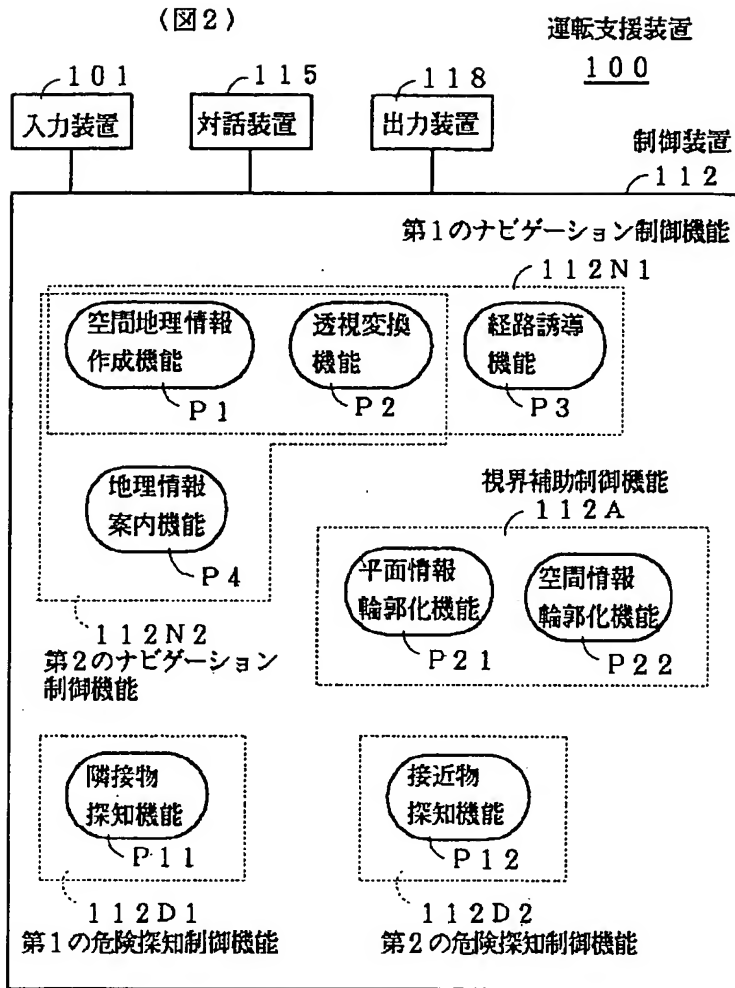 (図2)
運転支援装置
100
101
115
118
入力装置
対話装置
出力装置
制御装置
112
第1のナビゲーション制御機能
112N1
空間地理情報
作成機能
P1
透視変換
機能
P2
経路誘導
機能
P3
地理情報
案内機能
P4
112N2
第2のナビゲーション
制御機能
視界補助制御機能
112A
平面情報
輪郭化機能
P21
空間情報
輪郭化機能
P22
隣接物
探知機能
P11
112D1
第1の危険探知制御機能
接近物
探知機能
P12
112D2
第2の危険探知制御機能